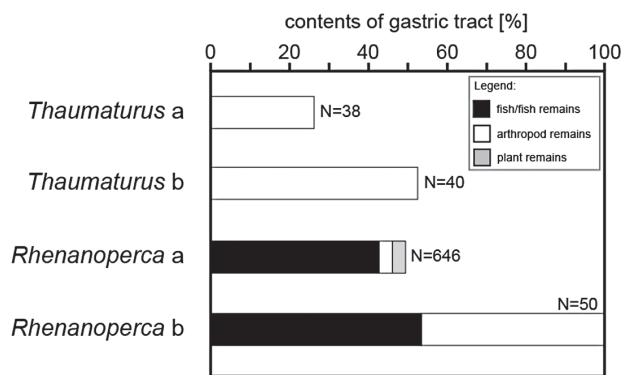 contents of gastric tract [%]
0 20 40 60 80 100
Legend:
fish/fish remains
arthropod remains
plant remains
Thaumaturus a
N=38
Thaumaturus b
N=40
Rhenanoperca a
N=646
Rhenanoperca b
N=50